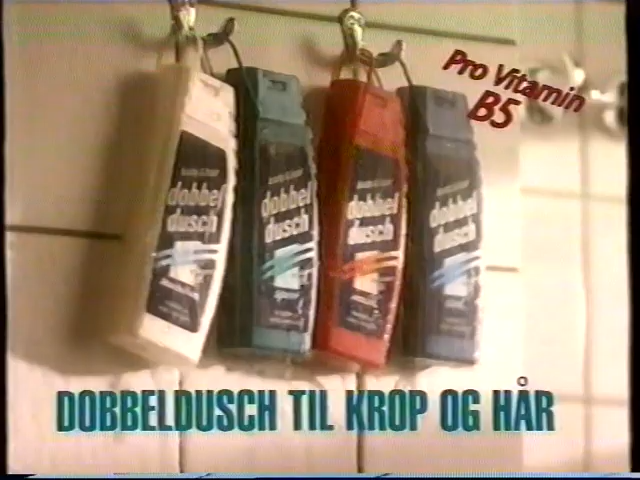 Pro Vitamin
B5
dobbel
dusch
dobbel
dusch
dobbel
dusch
dobbel
dusch
DOBBELDUSCH TIL KROP OG HÅR